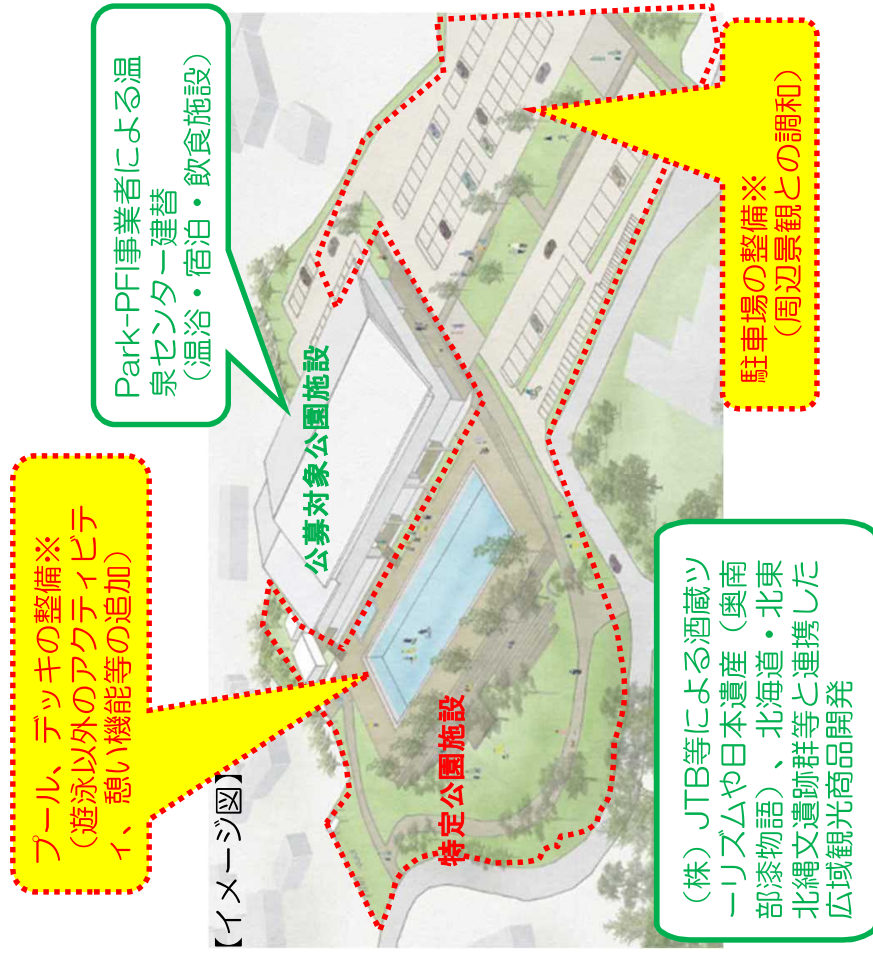 プール、デッキの整備※
(遊泳以外のアクティビテ
ィ、憩い機能等の追加)
Park-PFI事業者による温
泉センター建替
(温浴・宿泊・飲食施設)
【イメージ図】
公募対象公園施設
特定公園施設
(株)JTB等による酒蔵ツ
ーリズムや日本遺産(奥南
部漆物語)、北海道・北東
北縄文遺跡群等と連携した
広域観光商品開発
駐車場の整備※
(周辺景観との調和)